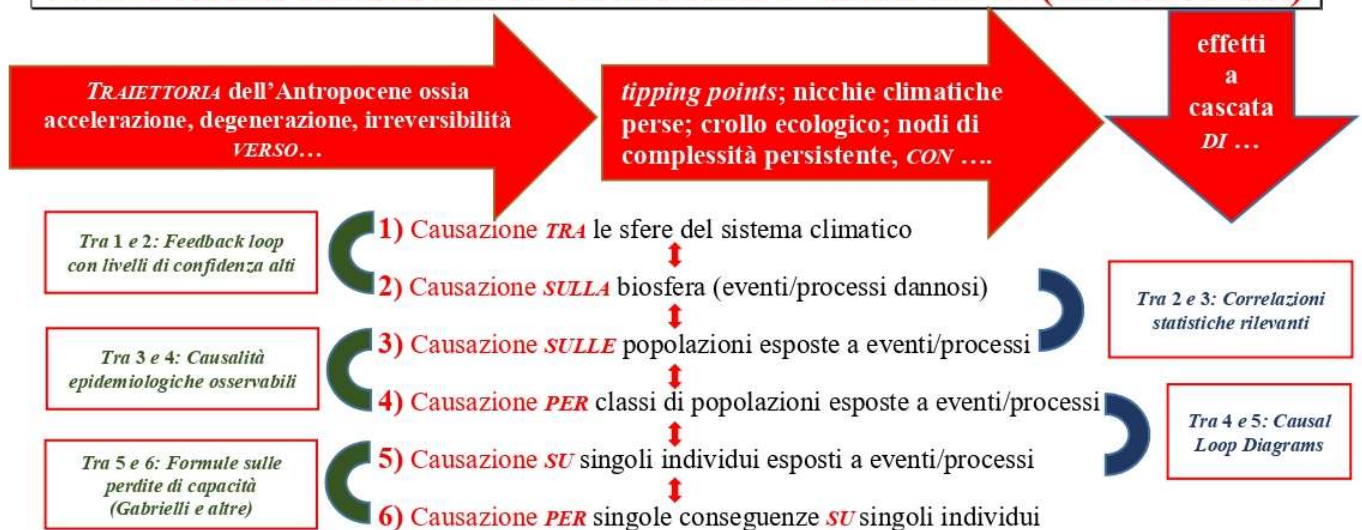 TRAIETTORIA dell'Antropocene ossia
accelerazione, degenerazione, irreversibilità
VERSO...
tipping points; nicchie climatiche
perse; crollo ecologico; nodi di
complessità persistente, CON ....
effetti
a
cascata
DI ...
Tra 1 e 2: Feedback loop
con livelli di confidenza alti
1) Causazione TRA le sfere del sistema climatico
2) Causazione SULLA biosfera (eventi/processi dannosi)
Tra 2 e 3: Correlazioni
statistiche rilevanti
Tra 3 e 4: Causalità
epidemiologiche osservabili
3) Causazione SULLE popolazioni esposte a eventi/processi
4) Causazione PER classi di popolazioni esposte a eventi/processi
Tra 4 e 5: Causal
Loop Diagrams
Tra 5 e 6: Formule sulle
perdite di capacità
(Gabrielli e altre)
5) Causazione SU singoli individui esposti a eventi/processi
6) Causazione PER singole conseguenze SU singoli individui